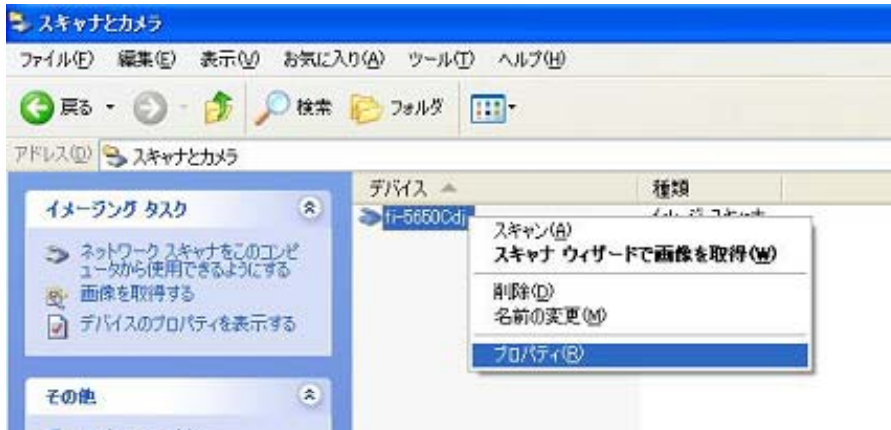 スキャナとカメラ
ファイル(F) 編集(E) 表示(V) お気に入り(A) ツール(T) ヘルプ(H)
戻る 検索 フォルダ
アドレス(D) スキャナとカメラ
イメージング タスク
ネットワーク スキャナをこのコンピ
ュータから使用できるようにする
画像を取得する
デバイスのプロパティを表示する
その他
デバイス 種類
fi-5650Cdj
スキャン(A)
スキャナ ウィザードで画像を取得(W)
削除(D)
名前の変更(M)
プロパティ(R)